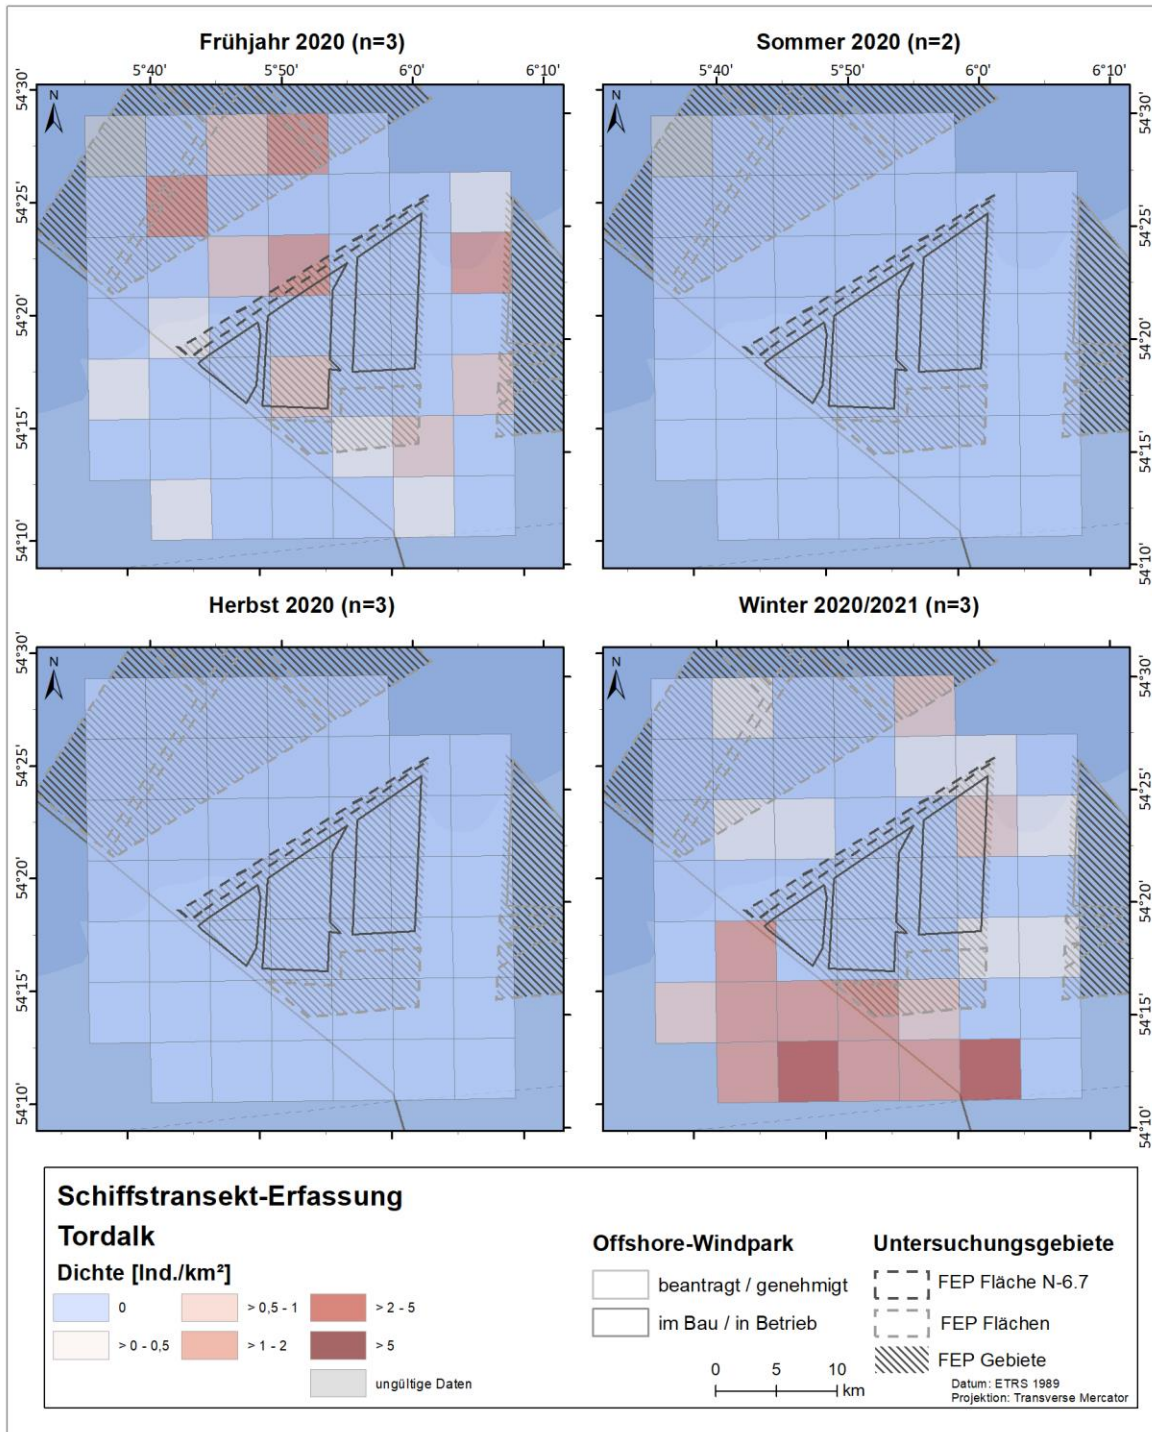 Frühjahr 2020 (n=3)
Sommer 2020 (n=2)
5°40' 5°50' 6°0' 6°10'
5°40' 5°50' 6°0' 6°10'
N
N
54°30'
54°25'
54°20'
54°15'
54°10'
54°30'
54°25'
54°20'
54°15'
54°10'
Herbst 2020 (n=3)
Winter 2020/2021 (n=3)
N
N
54°30'
54°25'
54°20'
54°15'
54°10'
54°30'
54°25'
54°20'
54°15'
54°10'
Schiffstransekt-Erfassung
Tordalk
Dichte [Ind./km²]
0
> 0 - 0,5
> 0,5 - 1
> 1 - 2
> 2 - 5
> 5
ungültige Daten
Offshore-Windpark
beantragt / genehmigt
im Bau / in Betrieb
0 5 10
km
Untersuchungsgebiete
FEP Fläche N-6.7
FEP Flächen
FEP Gebiete
Datum: ETRS 1989
Projektion: Transverse Mercator